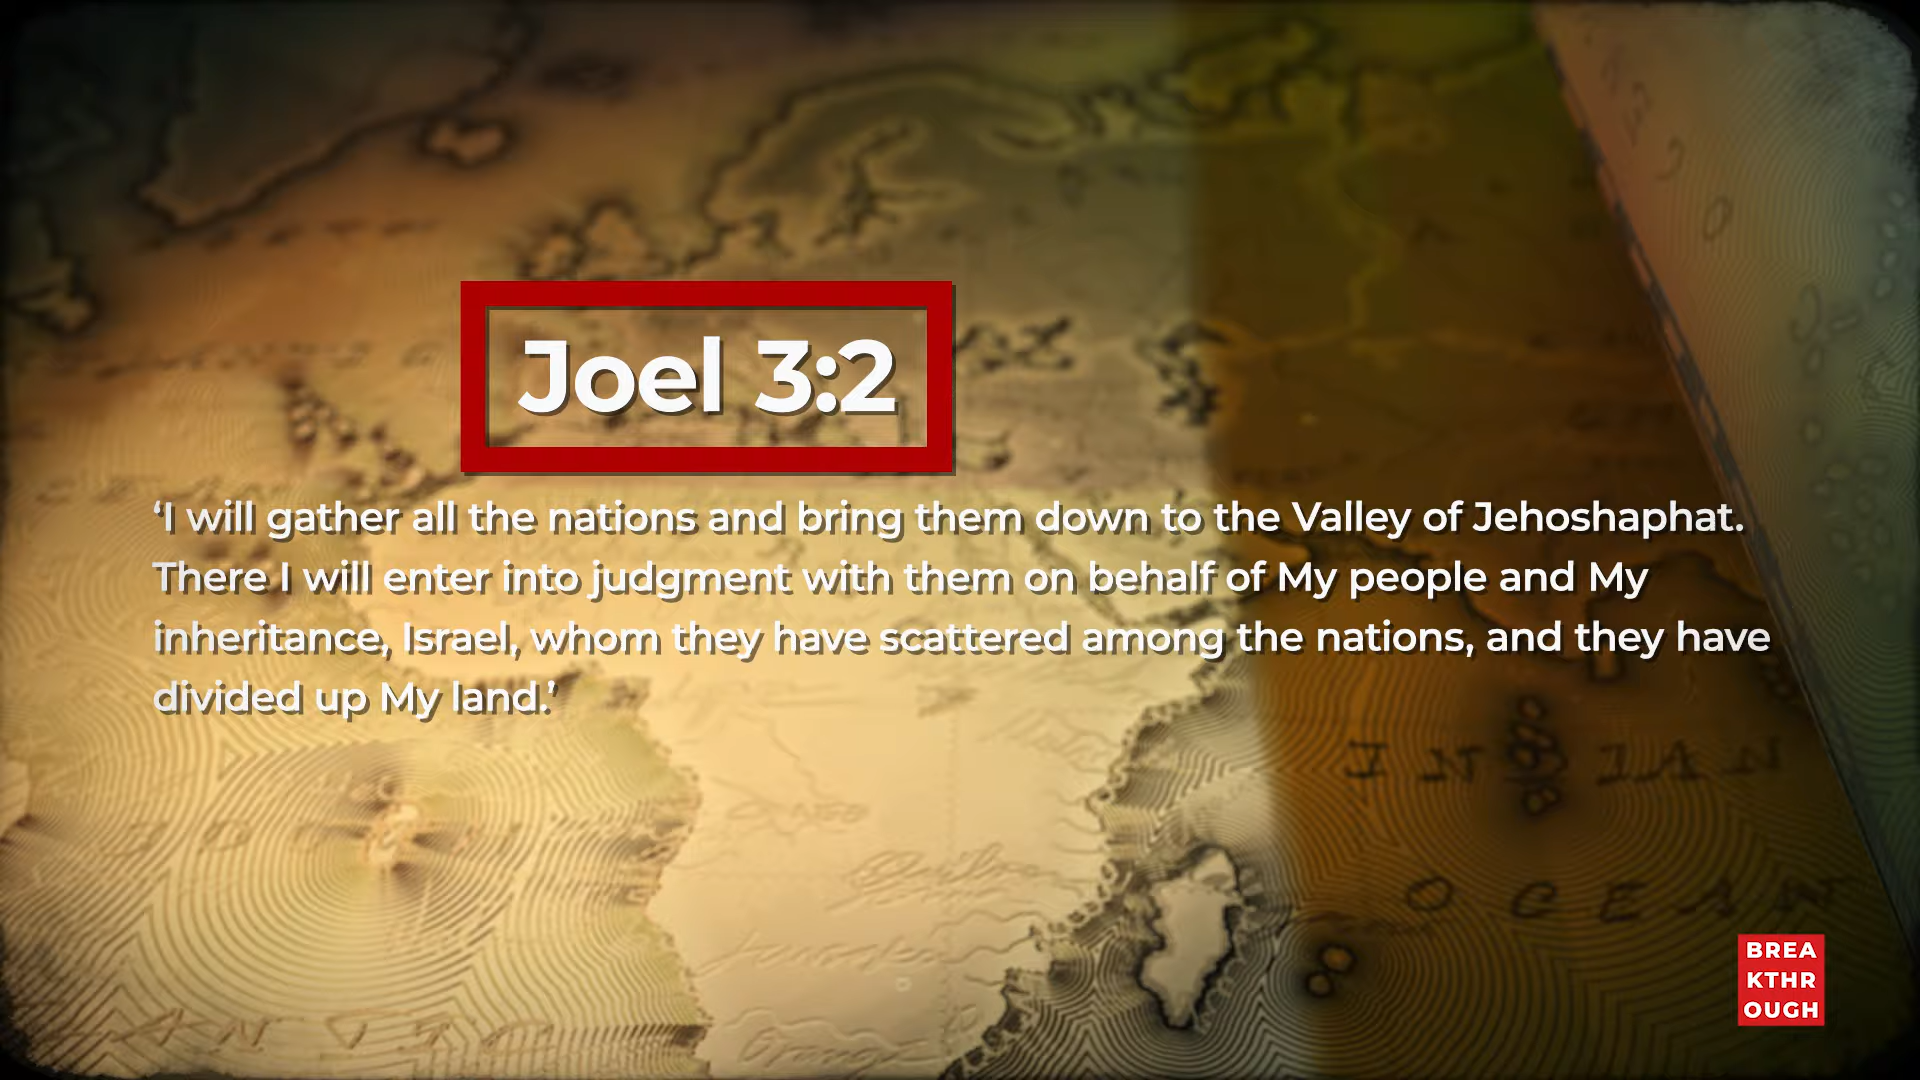 Joel 3:2
‘I will gather all the nations and bring them down to the Valley of Jehoshaphat.
There I will enter into judgment with them on behalf of My people and My
inheritance, Israel, whom they have scattered among the nations, and they have
divided up My land.’
OCEAN
BREA
KTHR
OUGH